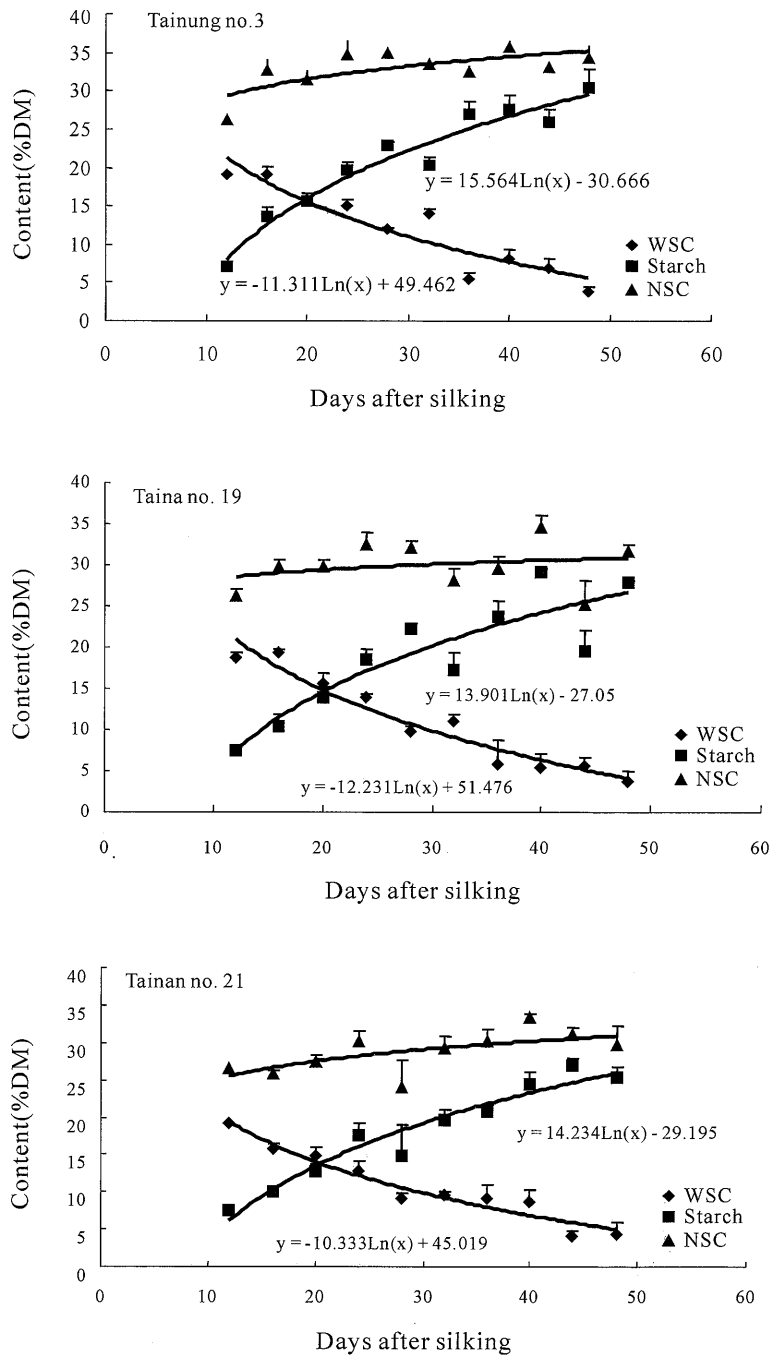 Tainung no.3
40
35
30
25
20
15
10
5
0
Content(%DM)
y = 15.564Ln(x) - 30.666
y = -11.311Ln(x) + 49.462
WSC
Starch
NSC
0 10 20 30 40 50 60
Days after silking
Taina no. 19
40
35
30
25
20
15
10
5
0
Content(%DM)
y = 13.901Ln(x) - 27.05
y = -12.231Ln(x) + 51.476
WSC
Starch
NSC
0 10 20 30 40 50 60
Days after silking
Tainan no. 21
40
35
30
25
20
15
10
5
0
Content(%DM)
y = 14.234Ln(x) - 29.195
y = -10.333Ln(x) + 45.019
WSC
Starch
NSC
0 10 20 30 40 50 60
Days after silking